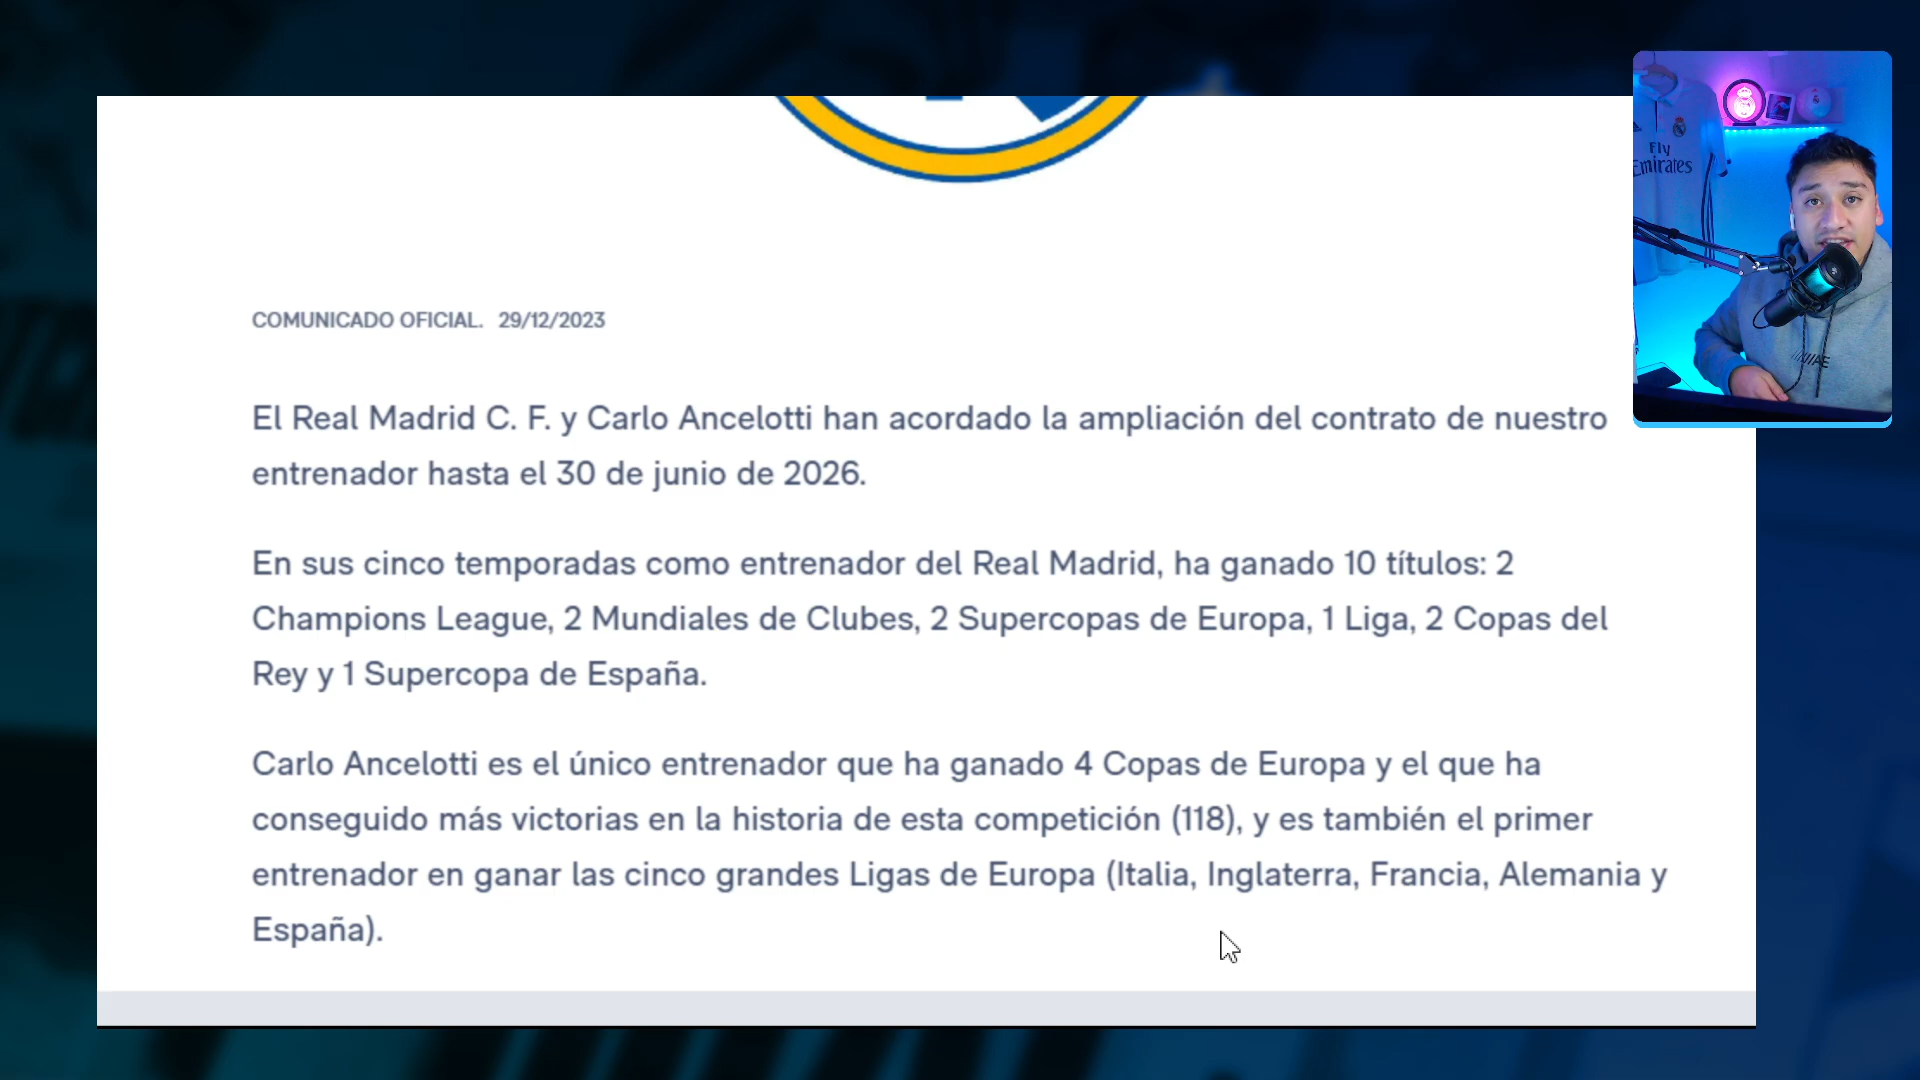 COMUNICADO OFICIAL. 29/12/2023
El Real Madrid C. F. y Carlo Ancelotti han acordado la ampliación del contrato de nuestro
entrenador hasta el 30 de junio de 2026.
En sus cinco temporadas como entrenador del Real Madrid, ha ganado 10 títulos: 2
Champions League, 2 Mundiales de Clubes, 2 Supercopas de Europa, 1 Liga, 2 Copas del
Rey y 1 Supercopa de España.
Carlo Ancelotti es el único entrenador que ha ganado 4 Copas de Europa y el que ha
conseguido más victorias en la historia de esta competición (118), y es también el primer
entrenador en ganar las cinco grandes Ligas de Europa (Italia, Inglaterra, Francia, Alemania y
España).
Fly
Emirates